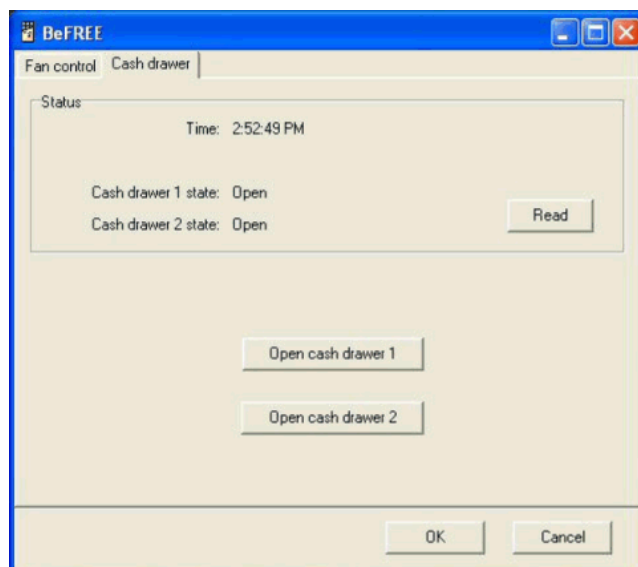 BeFREE
Fan control Cash drawer
Status
Time: 2:52:49 PM
Cash drawer 1 state: Open
Cash drawer 2 state: Open
Read
Open cash drawer 1
Open cash drawer 2
OK Cancel